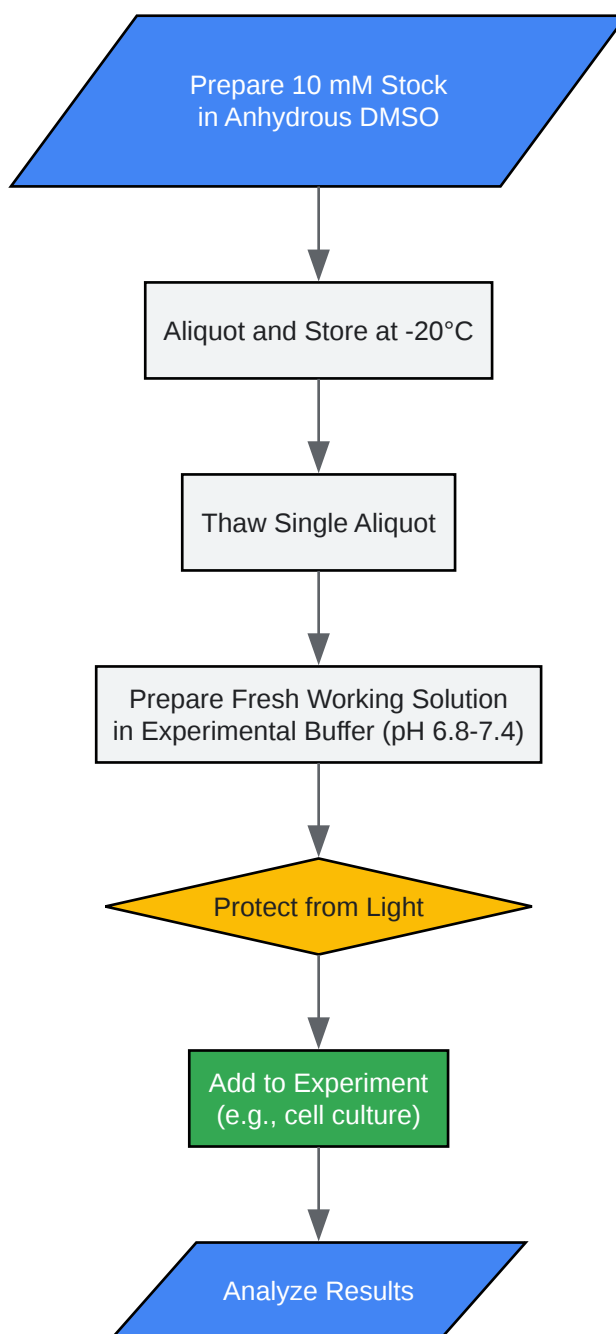 Prepare 10 mM Stock
in Anhydrous DMSO
Aliquot and Store at -20°C
Thaw Single Aliquot
Prepare Fresh Working Solution
in Experimental Buffer (pH 6.8-7.4)
Protect from Light
Add to Experiment
(e.g., cell culture)
Analyze Results